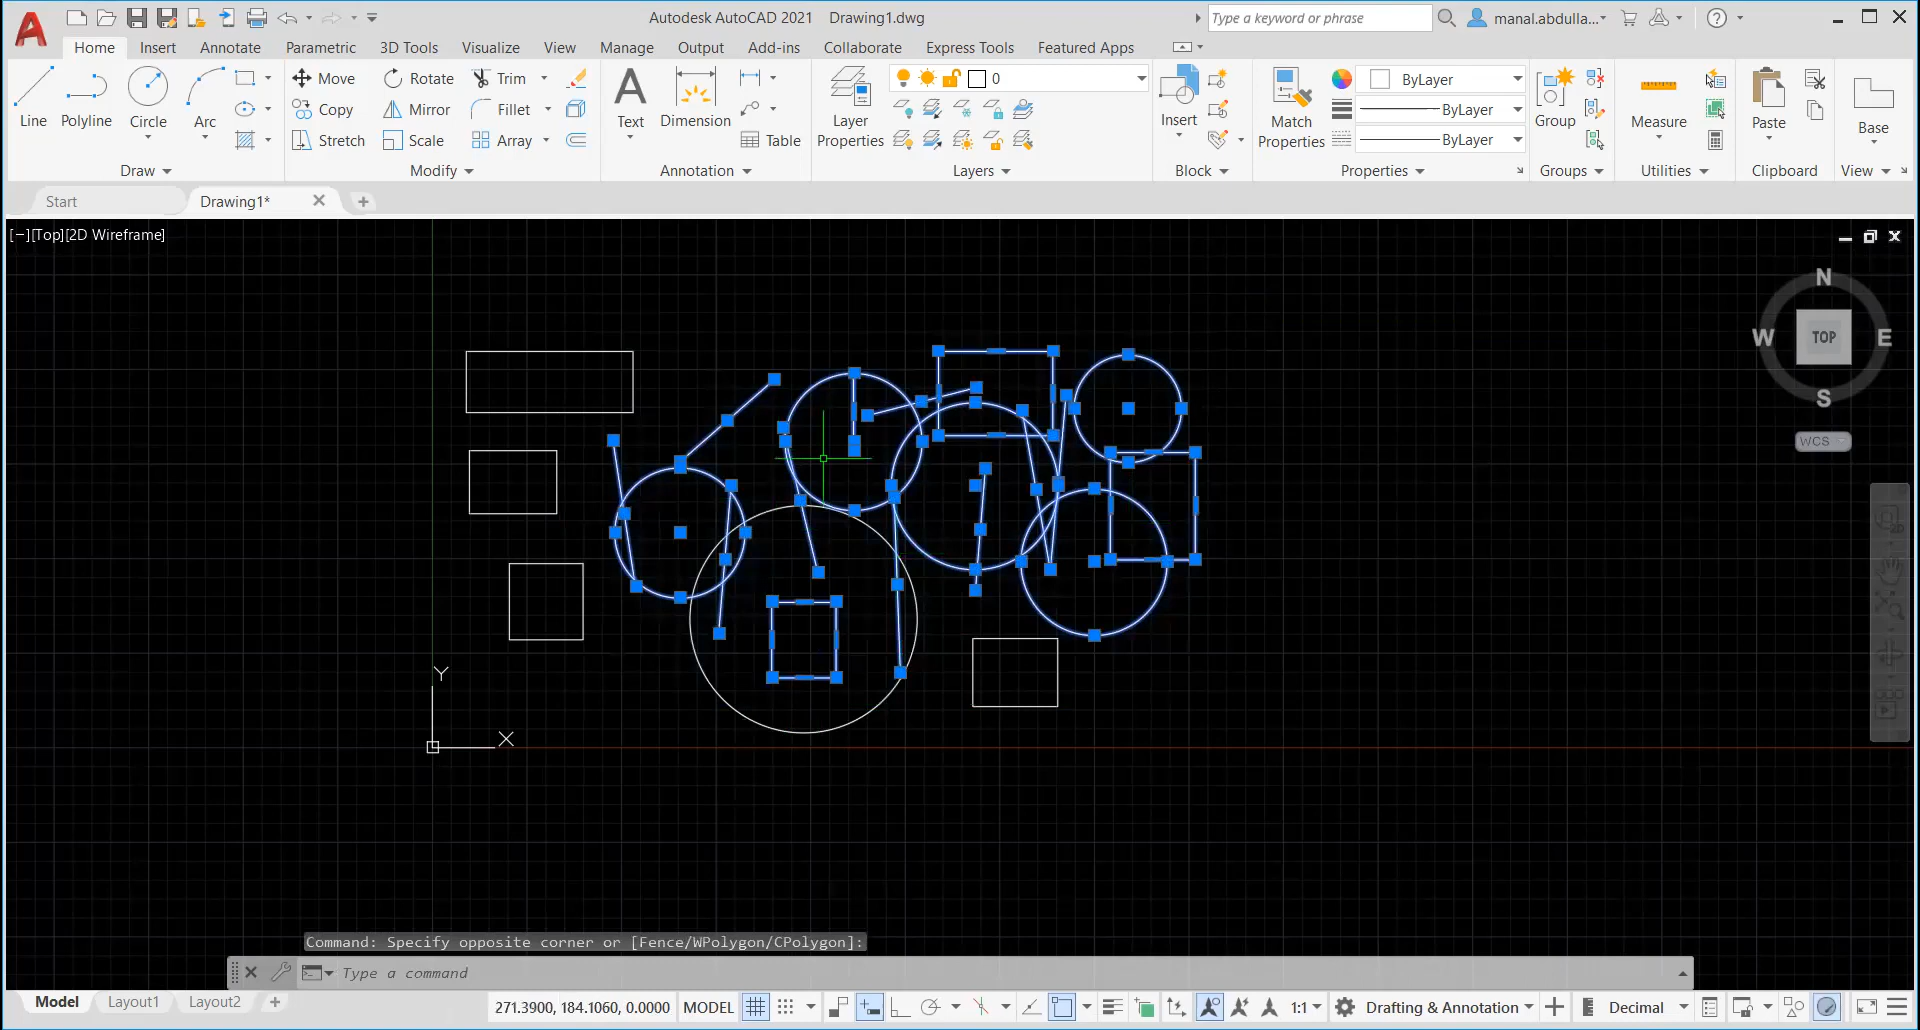 Autodesk AutoCAD 2021 Drawing1.dwg
Type a keyword or phrase
manal.abdulla...
Home Insert Annotate Parametric 3D Tools Visualize View Manage Output Add-ins Collaborate Express Tools Featured Apps
Line Polyline Circle Arc
Move Rotate Trim
Copy Mirror Fillet
Stretch Scale Array
Text Dimension
Table
Layer Properties
0
Insert
Match Properties
ByLayer
ByLayer
ByLayer
Group
Measure
Paste
Base
Draw Modify Annotation Layers Block Properties Groups Utilities Clipboard View
Start Drawing1*
[−][Top][2D Wireframe]
N
W TOP E
S
WCS
Y
X
Command: Specify opposite corner or [Fence/WPolygon/CPolygon]:
Type a command
Model Layout1 Layout2
271.3900, 184.1060, 0.0000 MODEL 1:1 Drafting & Annotation Decimal